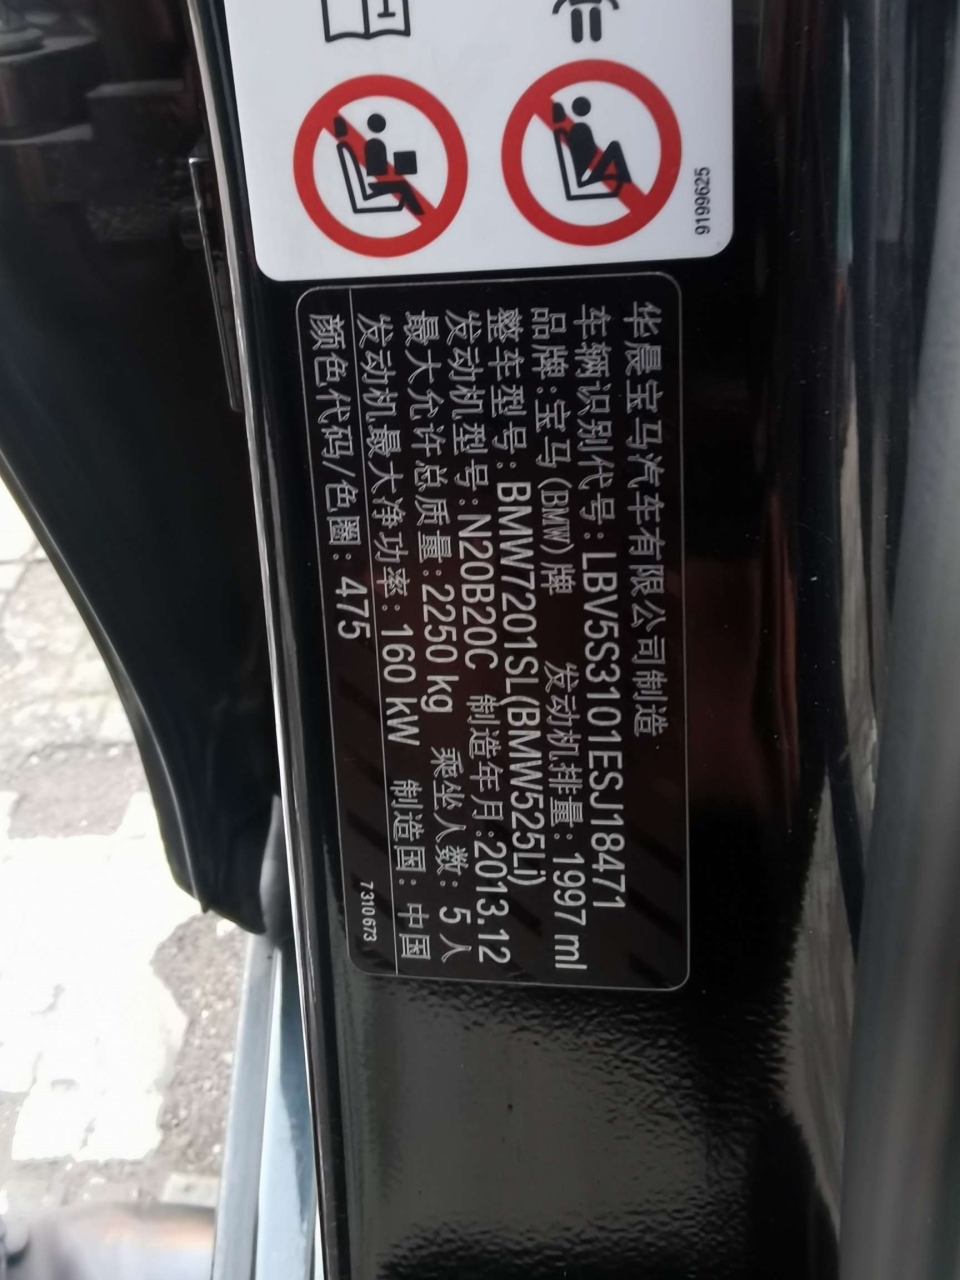 9199625
华晨宝马汽车有限公司制造
车辆识别代号: LBV5S3101ESJ18471
品牌: 宝马(BMW)牌 发动机排量: 1997 ml
整车型号: BMW7201SL(BMW525Li)
发动机型号: N20B20C 制造年月: 2013.12
最大允许总质量: 2250 kg 乘坐人数: 5 人
发动机最大净功率: 160 kW 制造国: 中国
颜色代码/色圈: 475 7310673